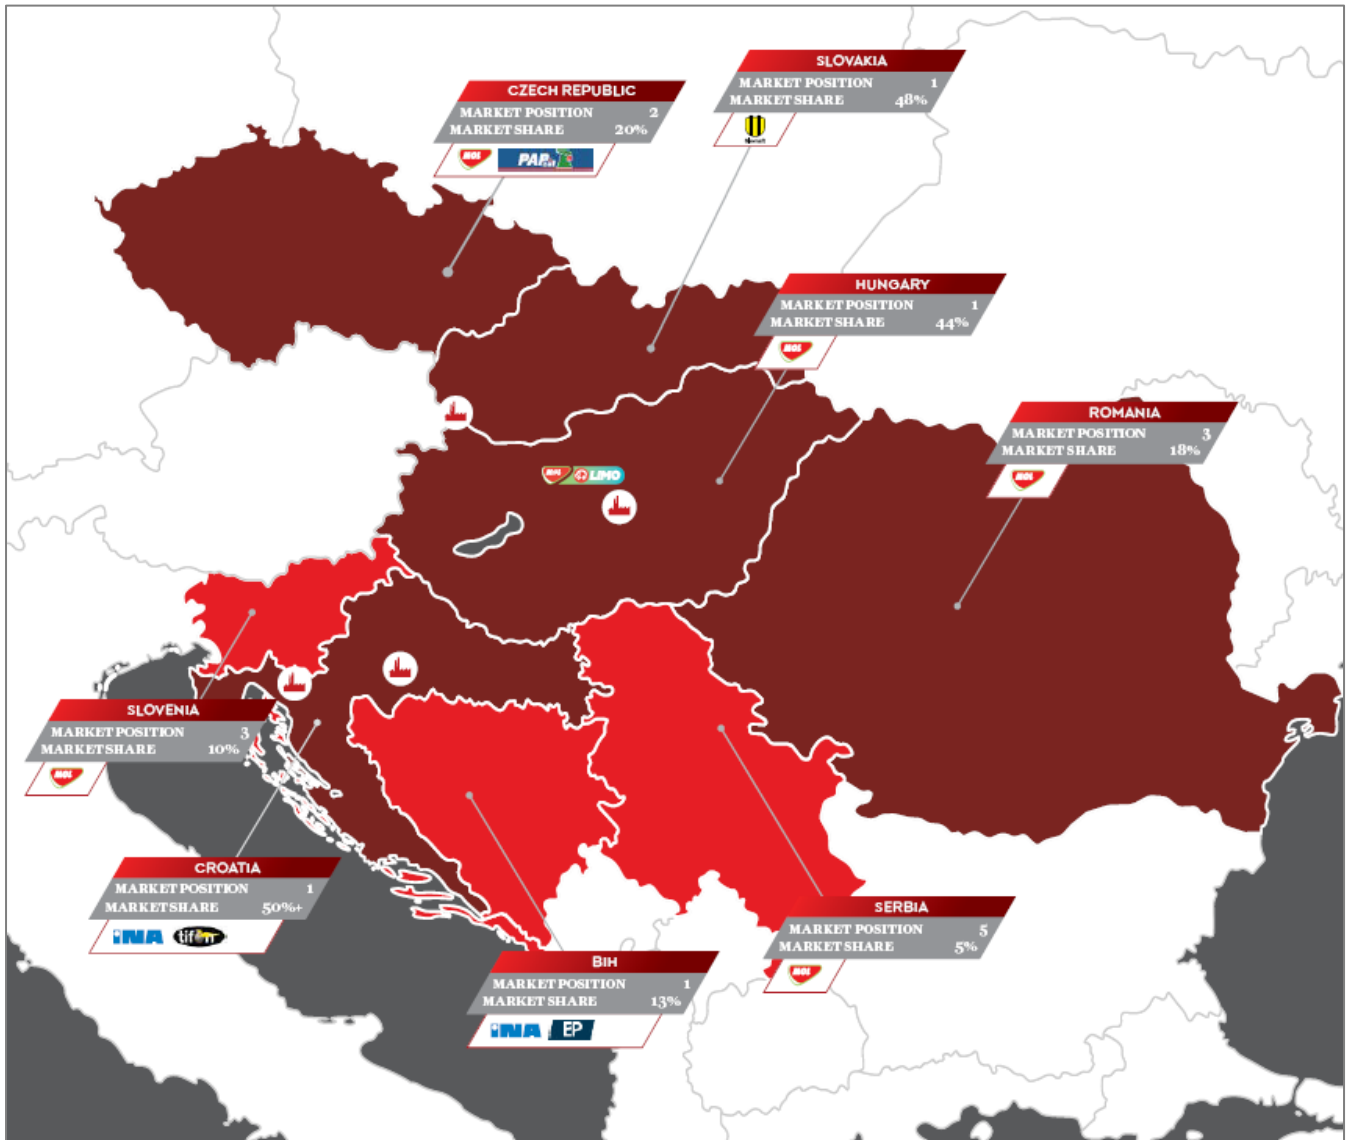 SLOVAKIA
MARKET POSITION 1
MARKET SHARE 48%
CZECH REPUBLIC
MARKET POSITION 2
MARKET SHARE 20%
MOL PAP
HUNGARY
MARKET POSITION 1
MARKET SHARE 44%
MOL
ROMANIA
MARKET POSITION 3
MARKET SHARE 18%
MOL
MOL LIMO
SLOVENIA
MARKET POSITION 3
MARKET SHARE 10%
MOL
CROATIA
MARKET POSITION 1
MARKET SHARE 50%+
INA tifon
SERBIA
MARKET POSITION 5
MARKET SHARE 5%
MOL
BIH
MARKET POSITION 1
MARKET SHARE 13%
INA EP